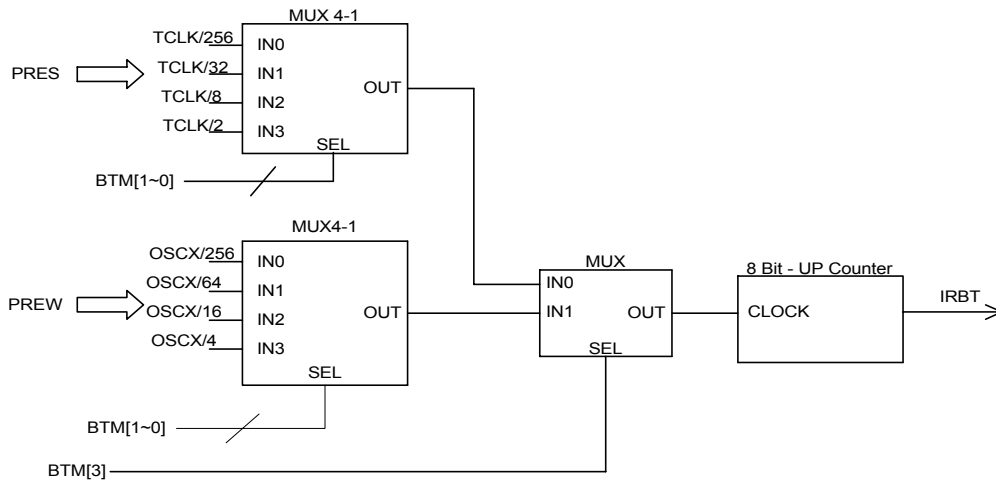 MUX 4-1
TCLK/256
IN0
PRES
TCLK/32
IN1
OUT
TCLK/8
IN2
TCLK/2
IN3
SEL
BTM[1~0]
MUX4-1
OSCX/256
IN0
PREW
OSCX/64
IN1
OUT
OSCX/16
IN2
OSCX/4
IN3
SEL
BTM[1~0]
MUX
IN0
IN1
OUT
SEL
BTM[3]
8 Bit - UP Counter
CLOCK
IRBT